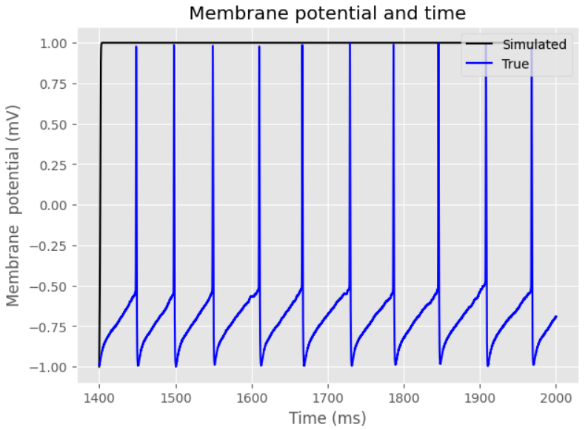 Membrane potential and time
Simulated
True
Membrane potential (mV)
1.00
0.75
0.50
0.25
0.00
−0.25
−0.50
−0.75
−1.00
1400 1500 1600 1700 1800 1900 2000
Time (ms)